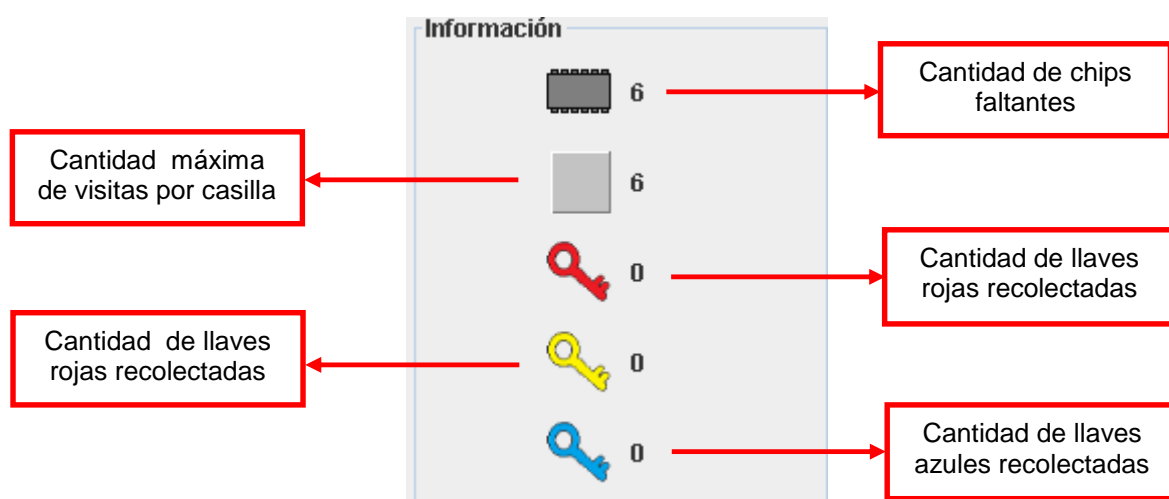 Información
6
Cantidad de chips
faltantes
Cantidad máxima
de visitas por casilla
6
0
Cantidad de llaves
rojas recolectadas
Cantidad de llaves
rojas recolectadas
0
0
Cantidad de llaves
azules recolectadas